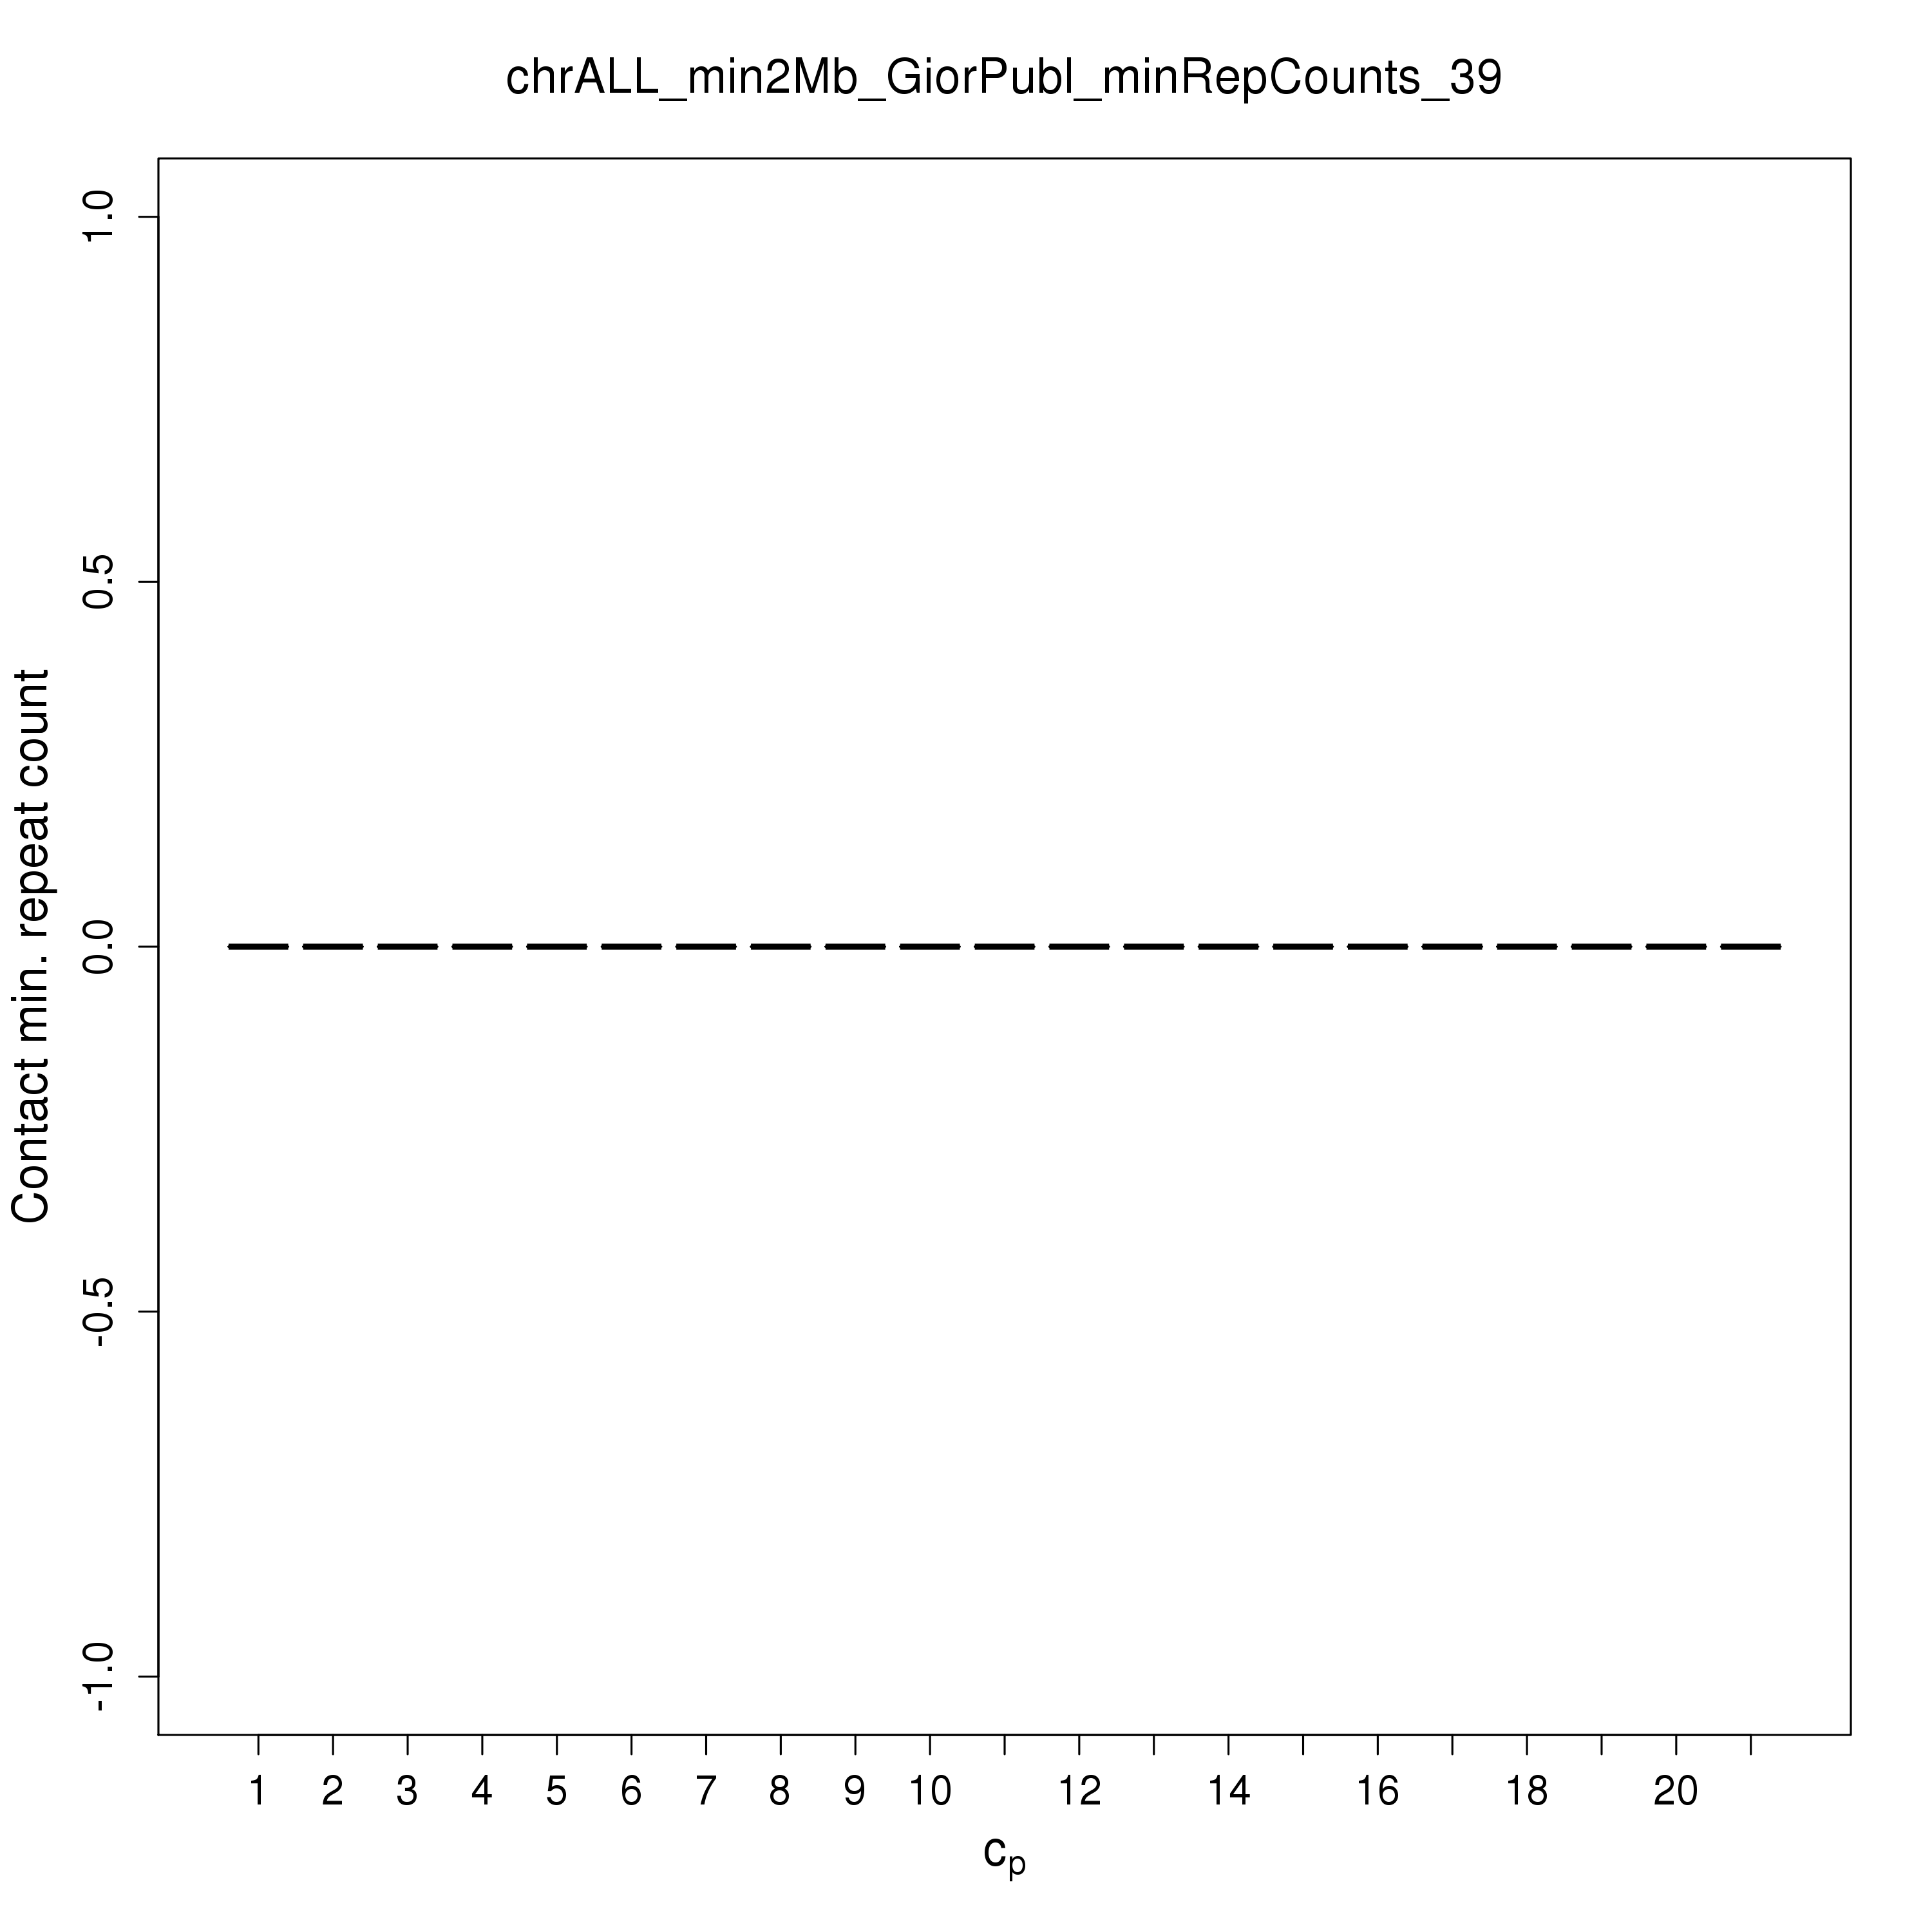 chrALL_min2Mb_GiorPubl_minRepCounts_39
Contact min. repeat count
1.0
0.5
0.0
-0.5
-1.0
1 2 3 4 5 6 7 8 9 10 12 14 16 18 20
cp